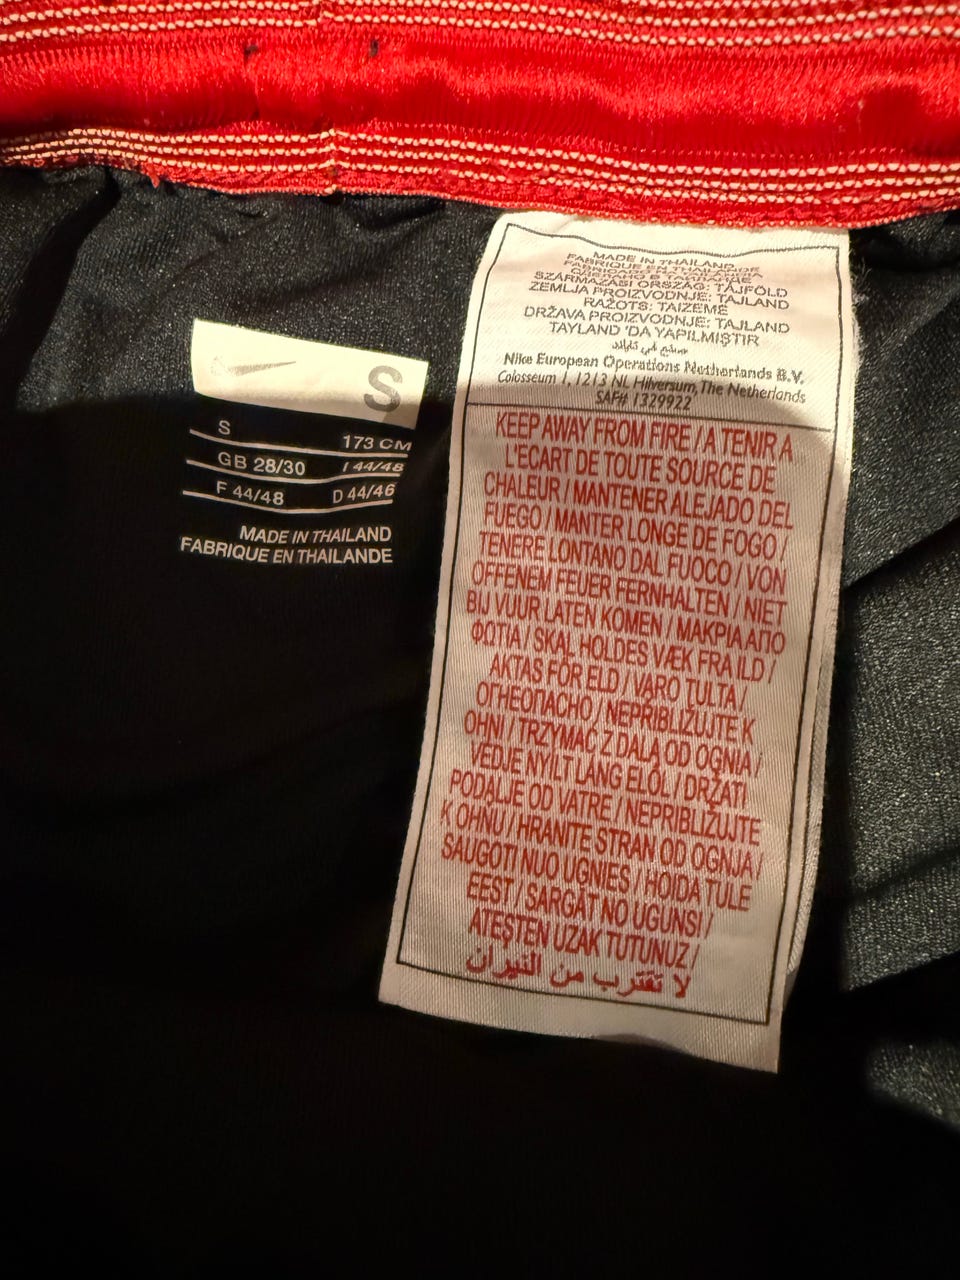 S
S 173 CM
GB 28/30 I 44/48
F 44/48 D 44/46
MADE IN THAILAND
FABRIQUE EN THAILANDE
MADE IN THAILAND
FABRIQUE EN THAILANDE
FABRICADO EN TAILANDIA
SZÁRMAZÁSI ORSZÁG: TÁJFÖLD
ZEMLJA PROIZVODNJE: TAJLAND
RAŽOTS: TAIZEME
DRŽAVA PROIZVODNJE: TAJLAND
TAYLAND 'DA YAPILMIŞTIR
Nike European Operations Netherlands B.V.
Colosseum 1, 1213 NL Hilversum, The Netherlands
SAF# 1329922
KEEP AWAY FROM FIRE / A TENIR A
L'ECART DE TOUTE SOURCE DE
CHALEUR / MANTENER ALEJADO DEL
FUEGO / MANTER LONGE DE FOGO /
TENERE LONTANO DAL FUOCO / VON
OFFENEM FEUER FERNHALTEN / NIET
BIJ VUUR LATEN KOMEN / ΜΑΚΡΙΑ ΑΠΟ
ΦΩΤΙΑ / SKAL HOLDES VÆK FRA ILD /
AKTAS FÖR ELD / VARO TULTA /
ОГНЕОПАСНО / NEPŘIBLIŽUJTE K
OHNI / TRZYMAĆ Z DALA OD OGNIA /
VEDJE NYÍLT LÁNG ELŐL / DRŽATI
PODALJE OD VATRE / NEPRIBLIŽUJTE
K OHŇU / HRANITE STRAN OD OGNJA /
SAUGOTI NUO UGNIES / HOIDA TULE
EEST / SARGĀT NO UGUNS! /
ATEŞTEN UZAK TUTUNUZ /
لا تقترب من النيران